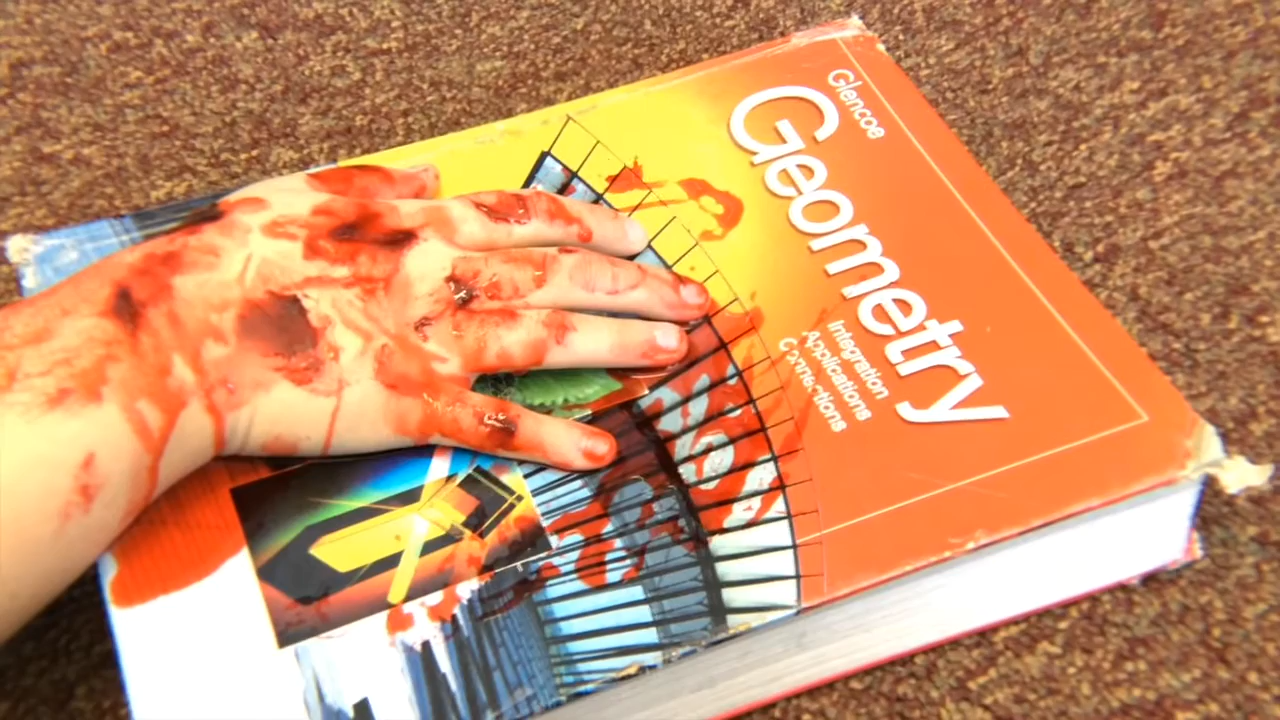 Glencoe
Geometry
Integration
Applications
Connections